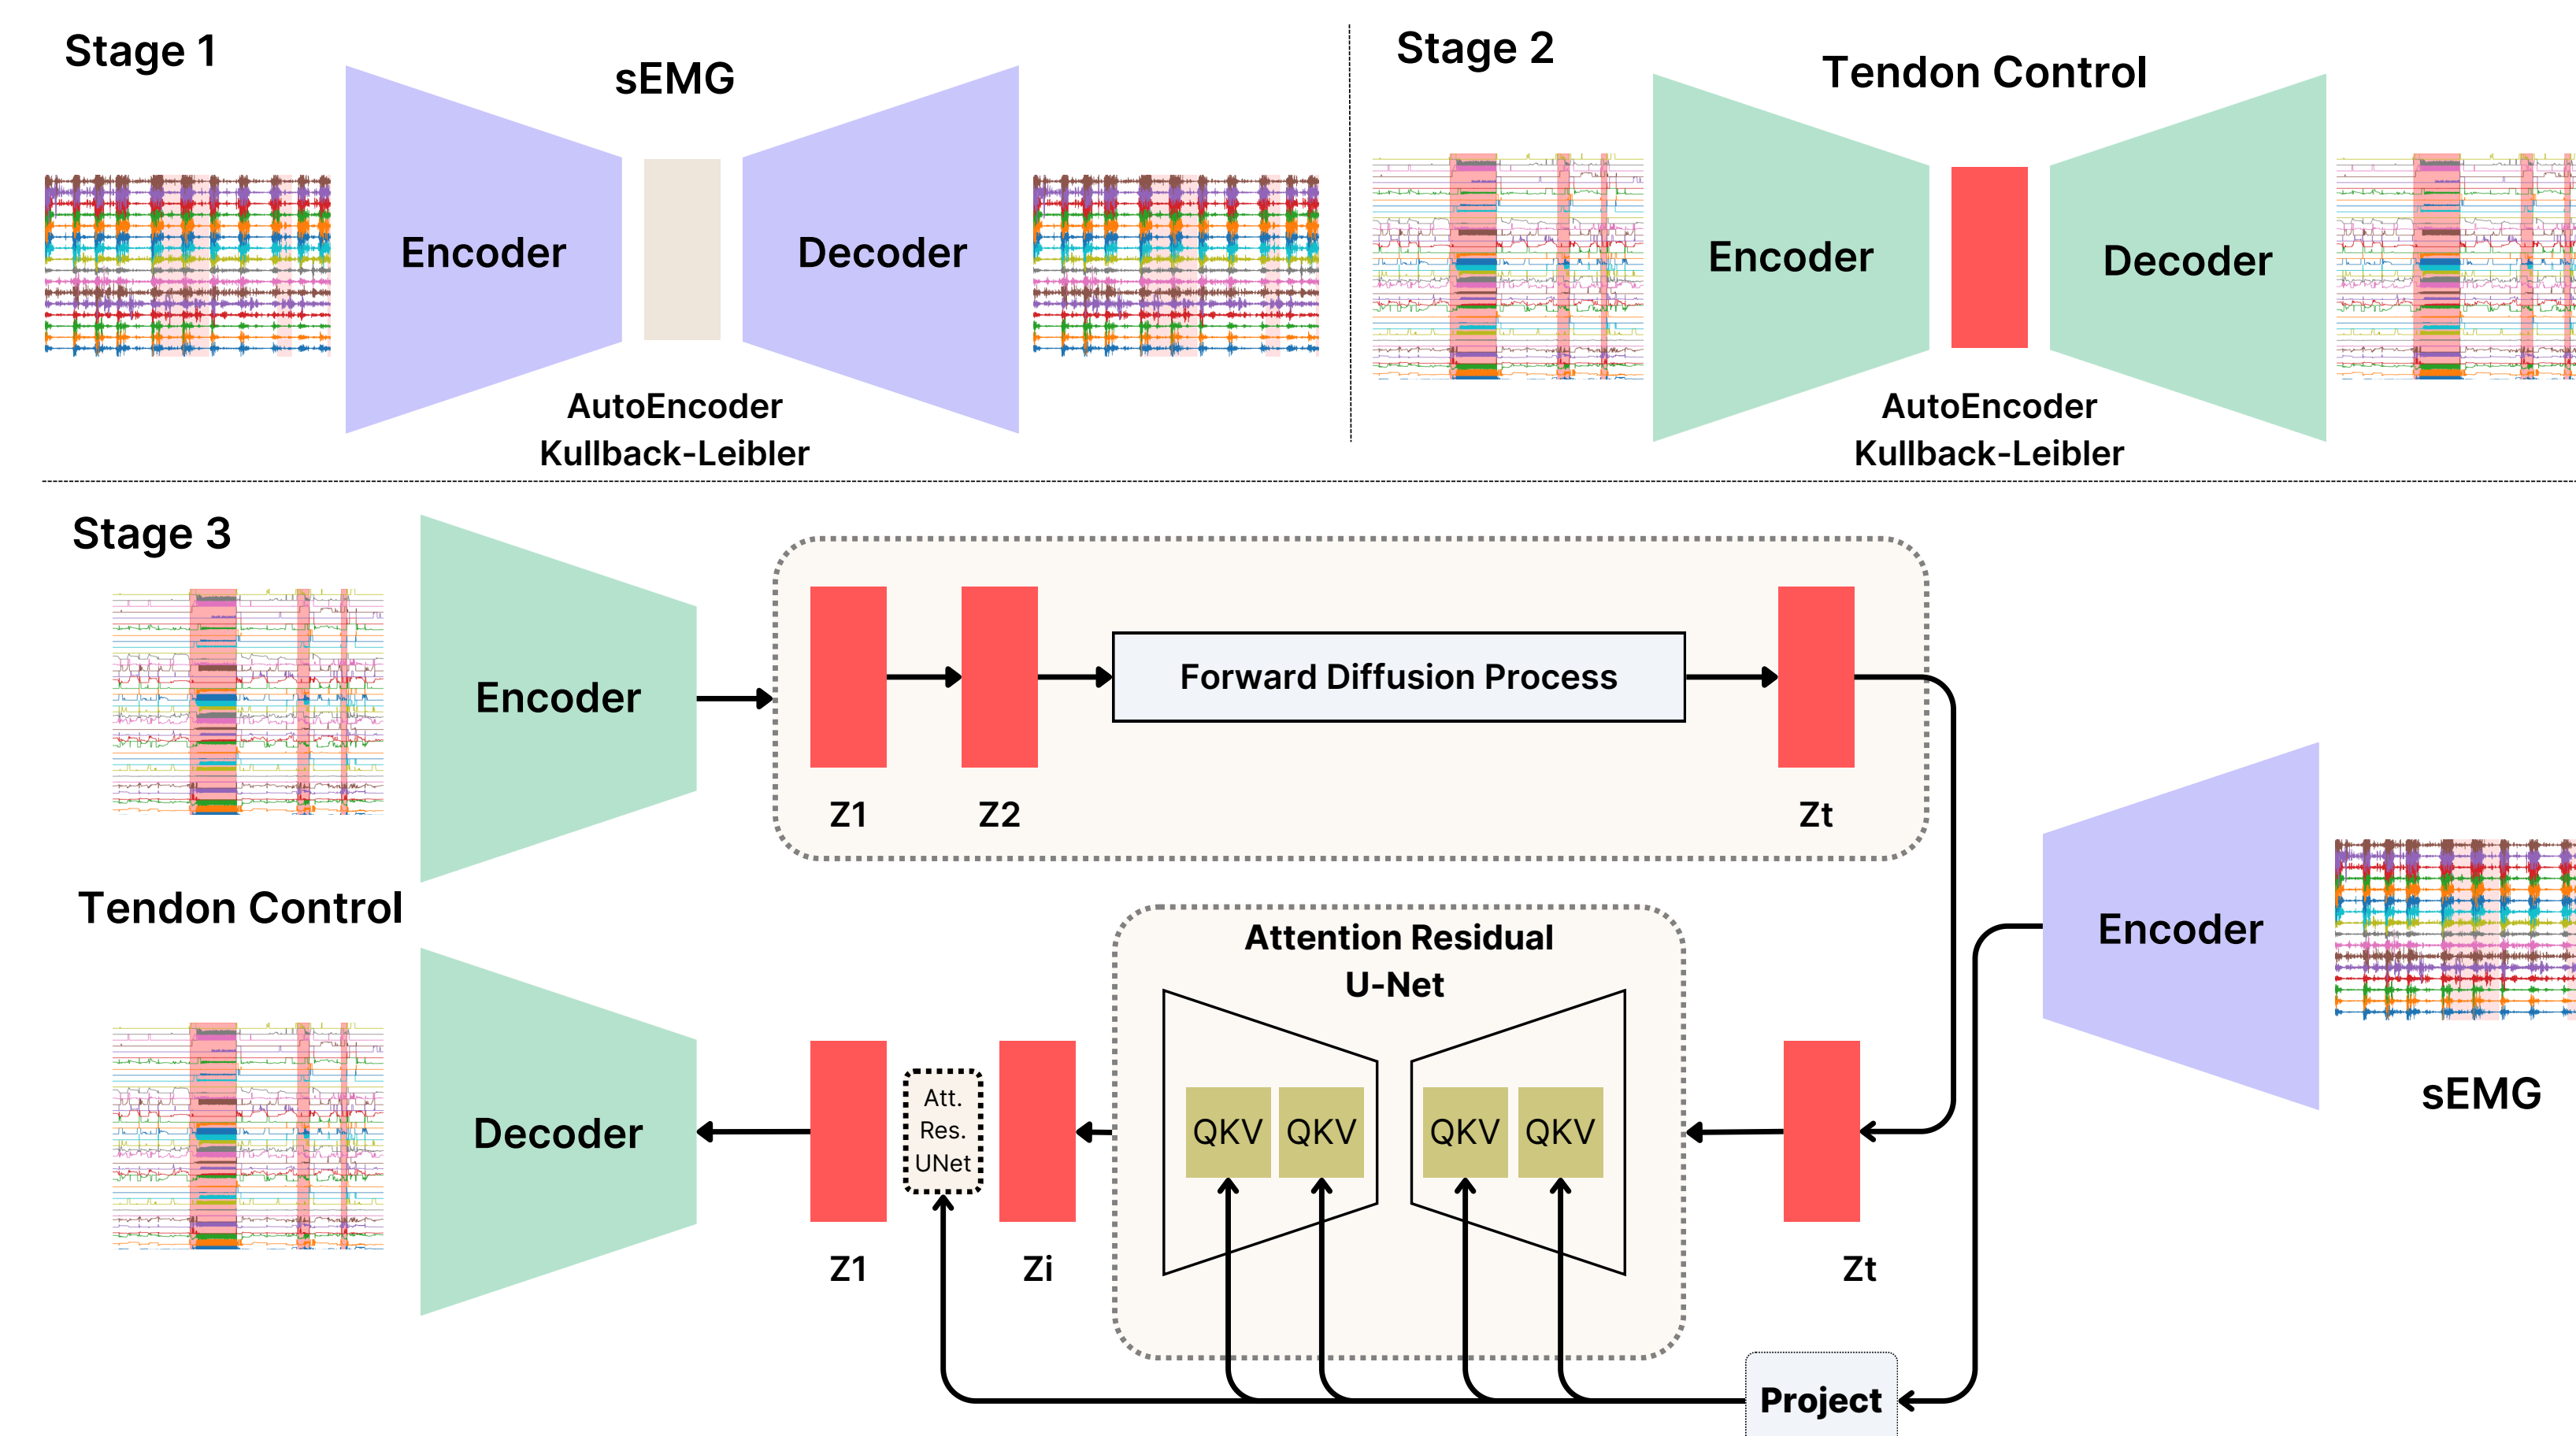 Stage 1
sEMG
Encoder
Decoder
AutoEncoder
Kullback-Leibler
Stage 2
Tendon Control
Encoder
Decoder
AutoEncoder
Kullback-Leibler
Stage 3
Encoder
Forward Diffusion Process
Z1
Z2
Zt
Tendon Control
Encoder
sEMG
Attention Residual
U-Net
Decoder
Att.
Res.
UNet
QKV
QKV
QKV
QKV
Z1
Zi
Zt
Project